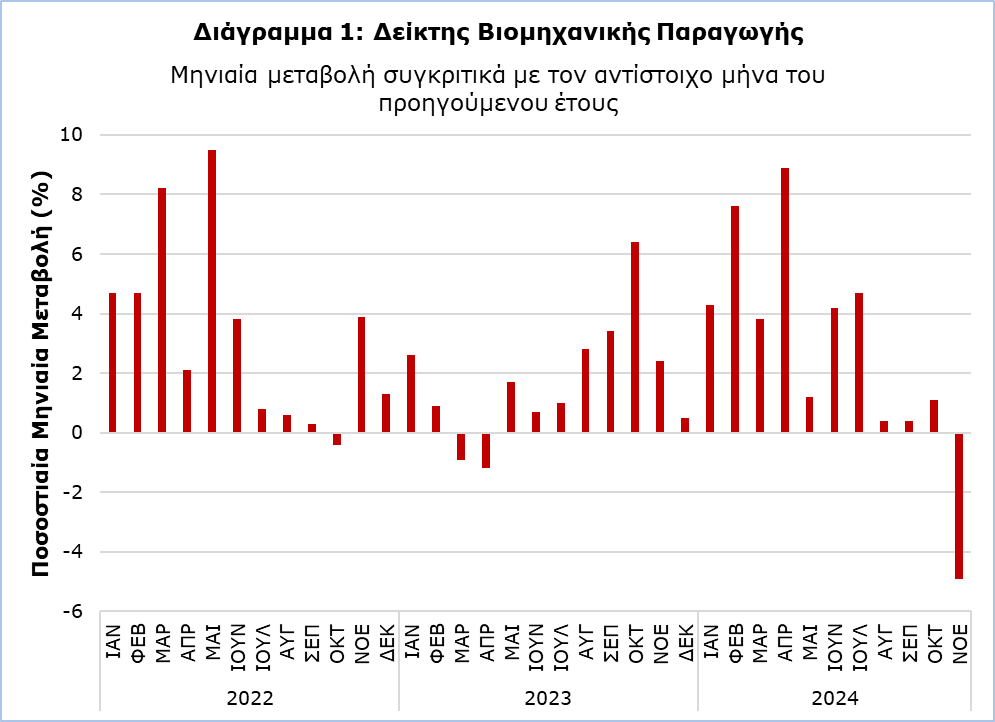 Διάγραμμα 1: Δείκτης Βιομηχανικής Παραγωγής
Μηνιαία μεταβολή συγκριτικά με τον αντίστοιχο μήνα του
προηγούμενου έτους
Ποσοστιαία Μηνιαία Μεταβολή (%)
10
8
6
4
2
0
-2
-4
-6
ΙΑΝ
ΦΕΒ
ΜΑΡ
ΑΠΡ
ΜΑΙ
ΙΟΥΝ
ΙΟΥΛ
ΑΥΓ
ΣΕΠ
ΟΚΤ
ΝΟΕ
ΔΕΚ
ΙΑΝ
ΦΕΒ
ΜΑΡ
ΑΠΡ
ΜΑΙ
ΙΟΥΝ
ΙΟΥΛ
ΑΥΓ
ΣΕΠ
ΟΚΤ
ΝΟΕ
ΔΕΚ
ΙΑΝ
ΦΕΒ
ΜΑΡ
ΑΠΡ
ΜΑΙ
ΙΟΥΝ
ΙΟΥΛ
ΑΥΓ
ΣΕΠ
ΟΚΤ
ΝΟΕ
2022
2023
2024